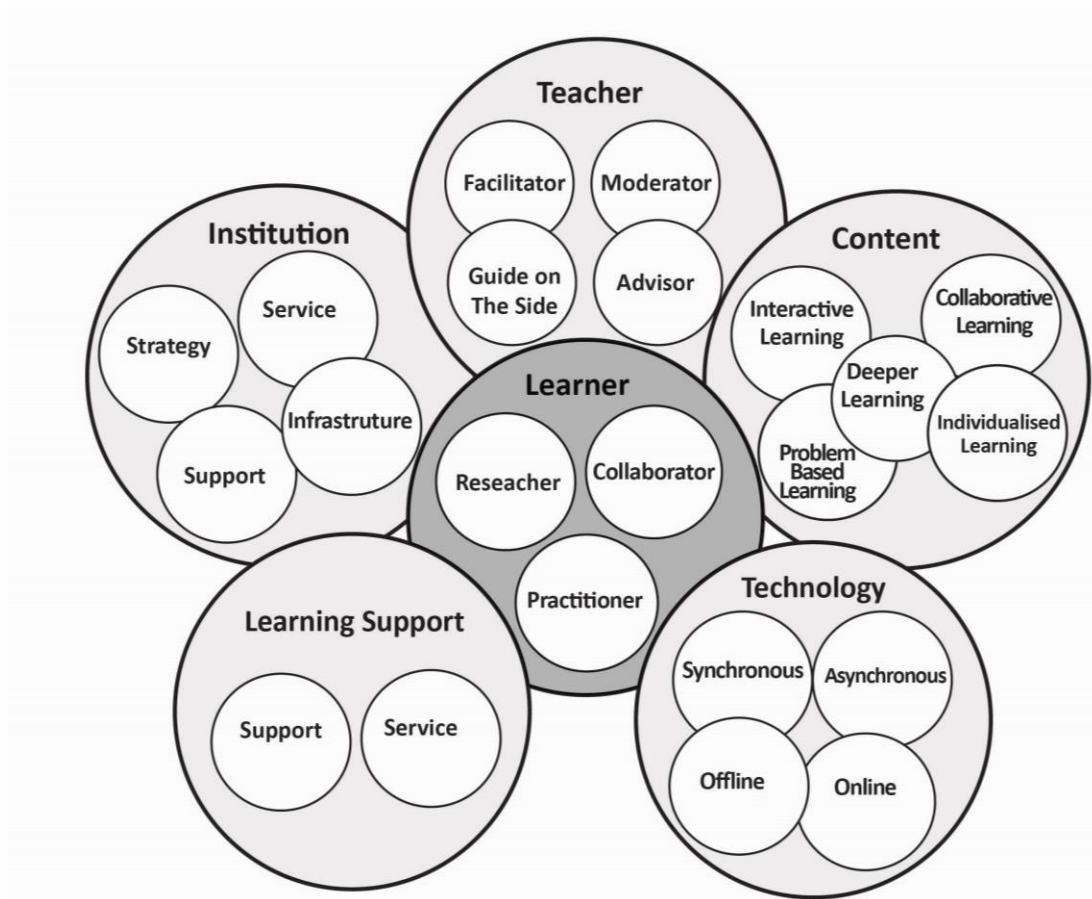 Teacher
Facilitator
Moderator
Guide on
The Side
Advisor
Institution
Service
Strategy
Infrastruture
Support
Content
Interactive
Learning
Collaborative
Learning
Deeper
Learning
Individualised
Learning
Problem
Based
Learning
Learner
Reseacher
Collaborator
Practitioner
Learning Support
Support
Service
Technology
Synchronous
Asynchronous
Offline
Online